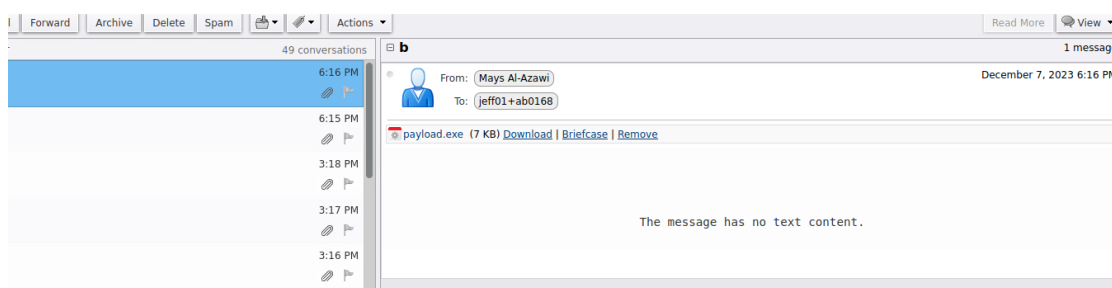 Forward Archive Delete Spam Actions Read More View
49 conversations
b 1 messag
6:16 PM
From: Mays Al-Azawi December 7, 2023 6:16 PM
To: jeff01+ab0168
6:15 PM
payload.exe (7 KB) Download | Briefcase | Remove
3:18 PM
3:17 PM
The message has no text content.
3:16 PM